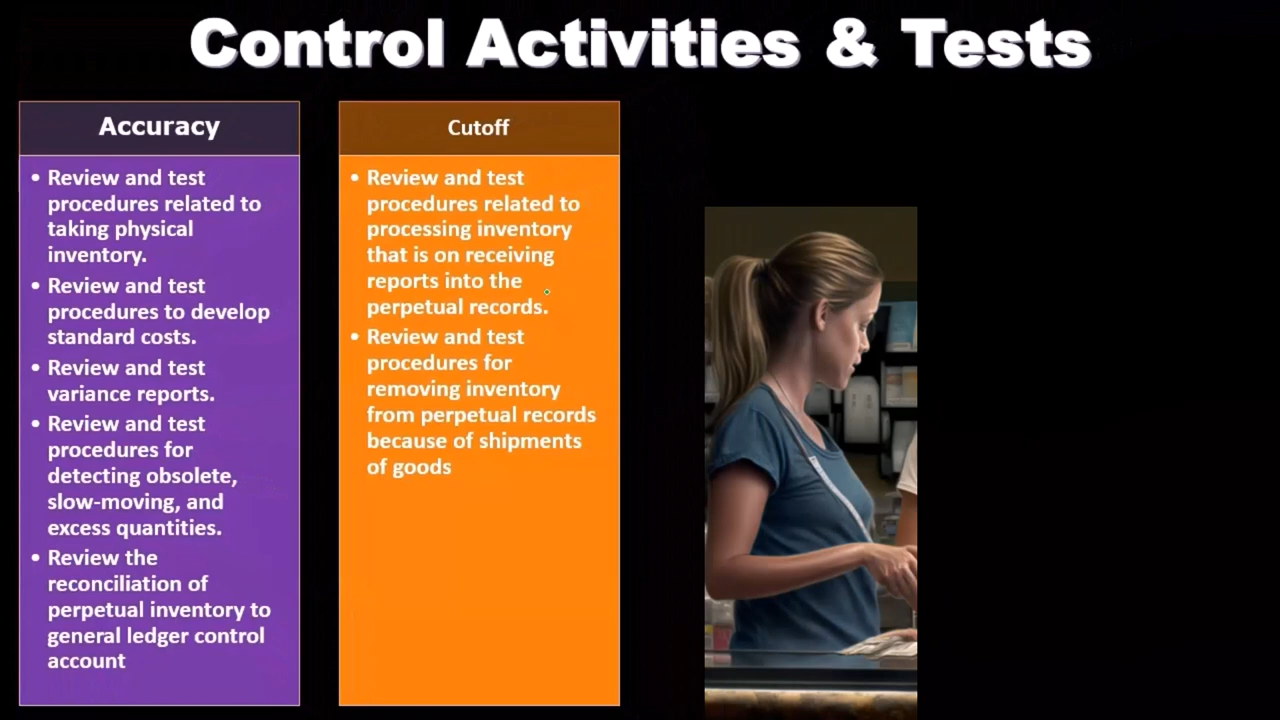 Control Activities & Tests
Accuracy
• Review and test
procedures related to
taking physical
inventory.
• Review and test
procedures to develop
standard costs.
• Review and test
variance reports.
• Review and test
procedures for
detecting obsolete,
slow-moving, and
excess quantities.
• Review the
reconciliation of
perpetual inventory to
general ledger control
account
Cutoff
• Review and test
procedures related to
processing inventory
that is on receiving
reports into the
perpetual records.
• Review and test
procedures for
removing inventory
from perpetual records
because of shipments
of goods